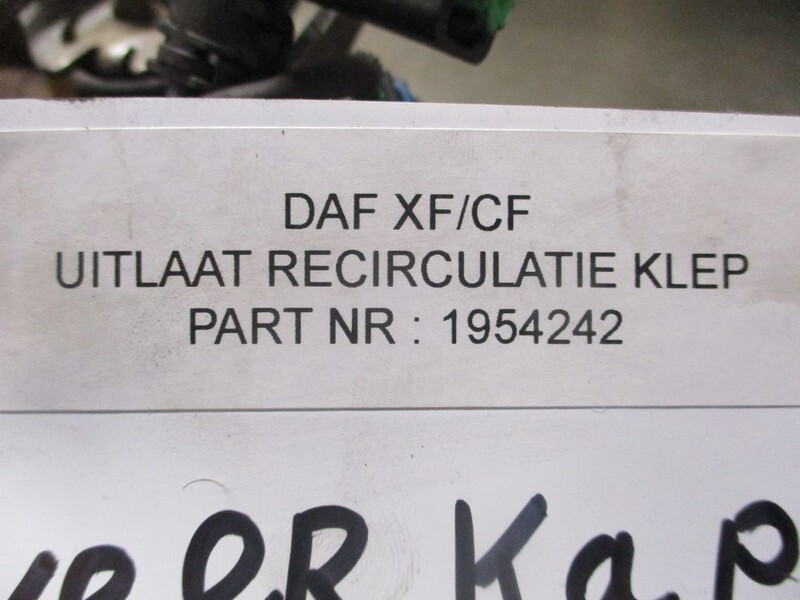 DAF XF/CF
UITLAAT RECIRCULATIE KLEP
PART NR : 1954242